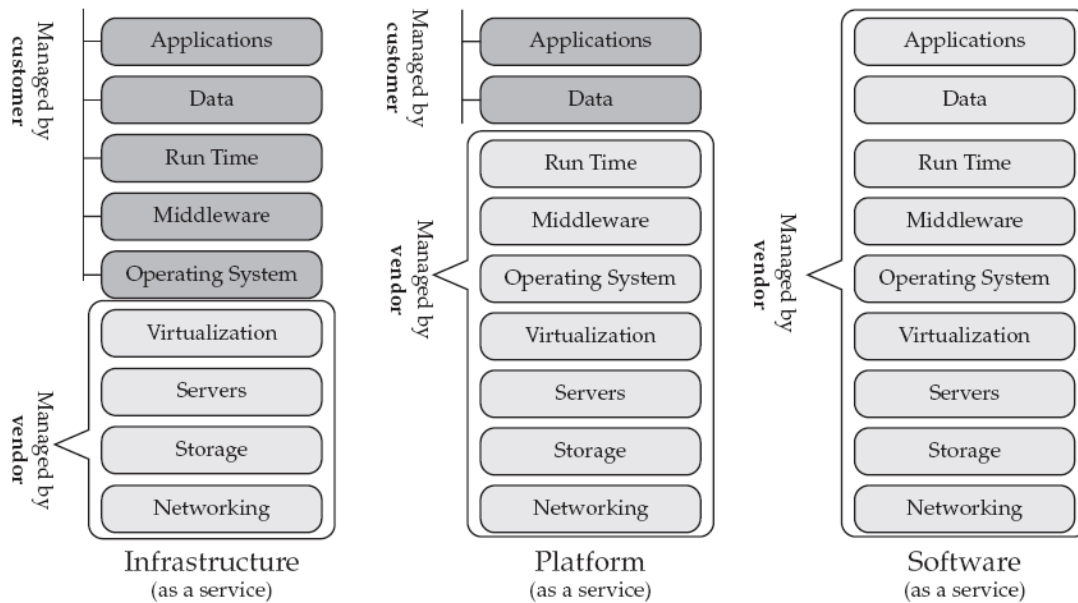 Managed by
customer
Applications
Data
Run Time
Middleware
Operating System
Managed by
vendor
Virtualization
Servers
Storage
Networking
Infrastructure
(as a service)
Managed by
customer
Applications
Data
Managed by
vendor
Run Time
Middleware
Operating System
Virtualization
Servers
Storage
Networking
Platform
(as a service)
Managed by
vendor
Applications
Data
Run Time
Middleware
Operating System
Virtualization
Servers
Storage
Networking
Software
(as a service)